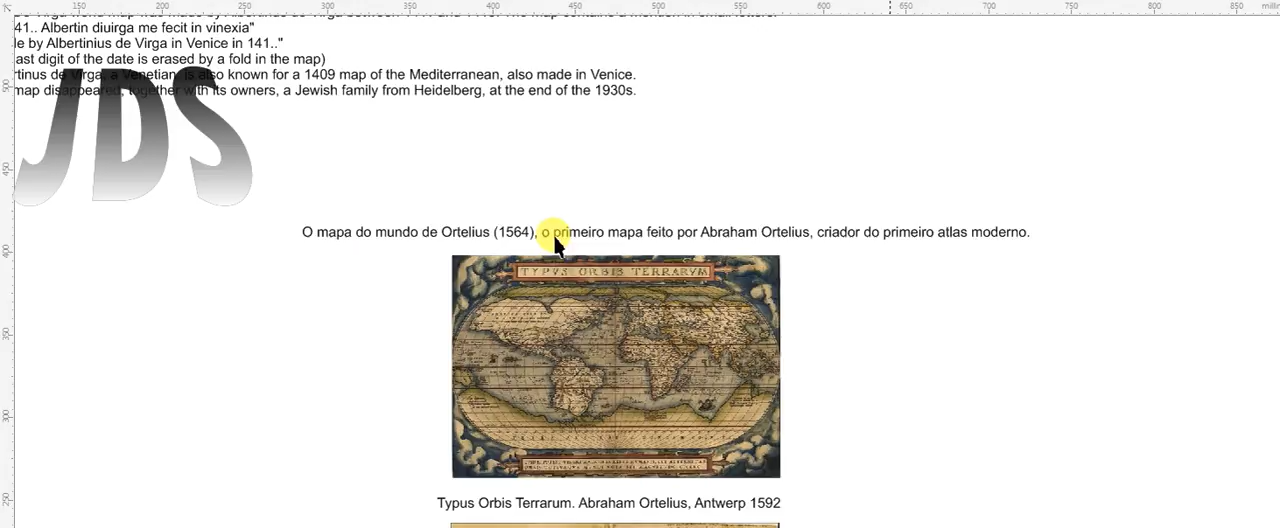 41.. Albertin diuirga me fecit in vinexia"
le by Albertinius de Virga in Venice in 141.."
ast digit of the date is erased by a fold in the map)
rtinus de Virga, a Venetian, is also known for a 1409 map of the Mediterranean, also made in Venice.
map disappeared, together with its owners, a Jewish family from Heidelberg, at the end of the 1930s.
JDS
O mapa do mundo de Ortelius (1564), o primeiro mapa feito por Abraham Ortelius, criador do primeiro atlas moderno.
TYPVS ORBIS TERRARVM
Typus Orbis Terrarum. Abraham Ortelius, Antwerp 1592